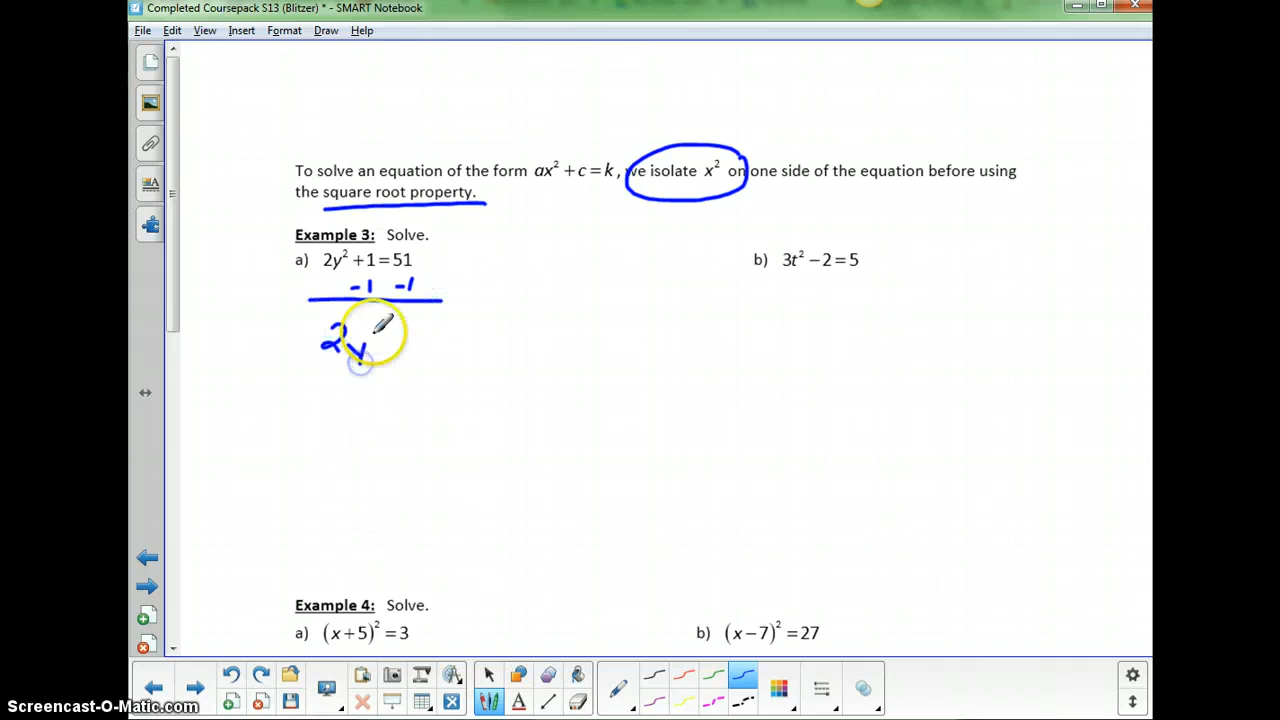 Completed Coursepack S13 (Blitzer) * - SMART Notebook
File Edit View Insert Format Draw Help
To solve an equation of the form ax² + c = k, we isolate x² on one side of the equation before using
the square root property.
Example 3: Solve.
a) 2y² + 1 = 51 b) 3t² − 2 = 5
-1 -1
2y
Example 4: Solve.
a) (x + 5)² = 3 b) (x − 7)² = 27
Screencast-O-Matic.com